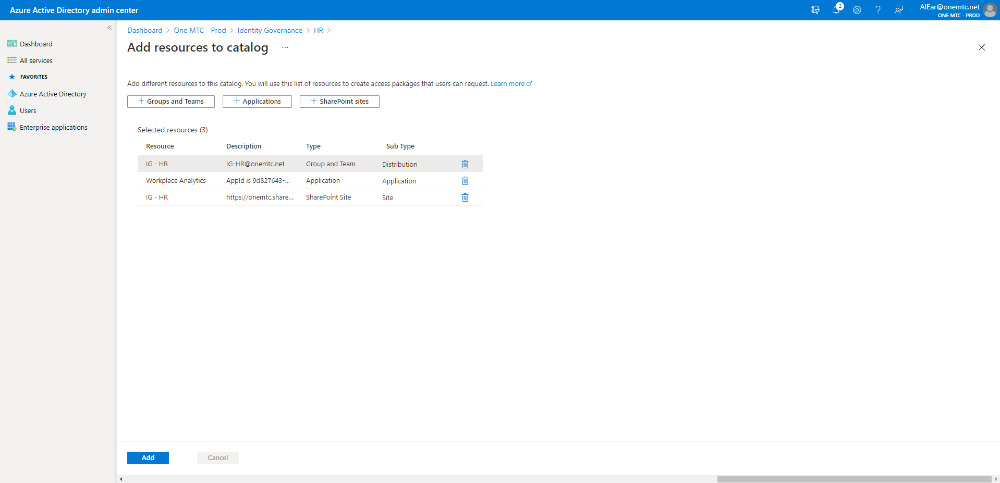 Azure Active Directory admin center
2
AlEar@onemtc.net
ONE MTC - PROD
«
Dashboard
All services
FAVORITES
Azure Active Directory
Users
Enterprise applications
Dashboard > One MTC - Prod > Identity Governance > HR >
Add resources to catalog ...
Add different resources to this catalog. You will use this list of resources to create access packages that users can request. Learn more
+ Groups and Teams + Applications + SharePoint sites
Selected resources (3)
Resource Description Type Sub Type
IG - HR IG-HR@onemtc.net Group and Team Distribution
Workplace Analytics AppId is 9d827643-... Application Application
IG - HR https://onemtc.share... SharePoint Site Site
Add Cancel